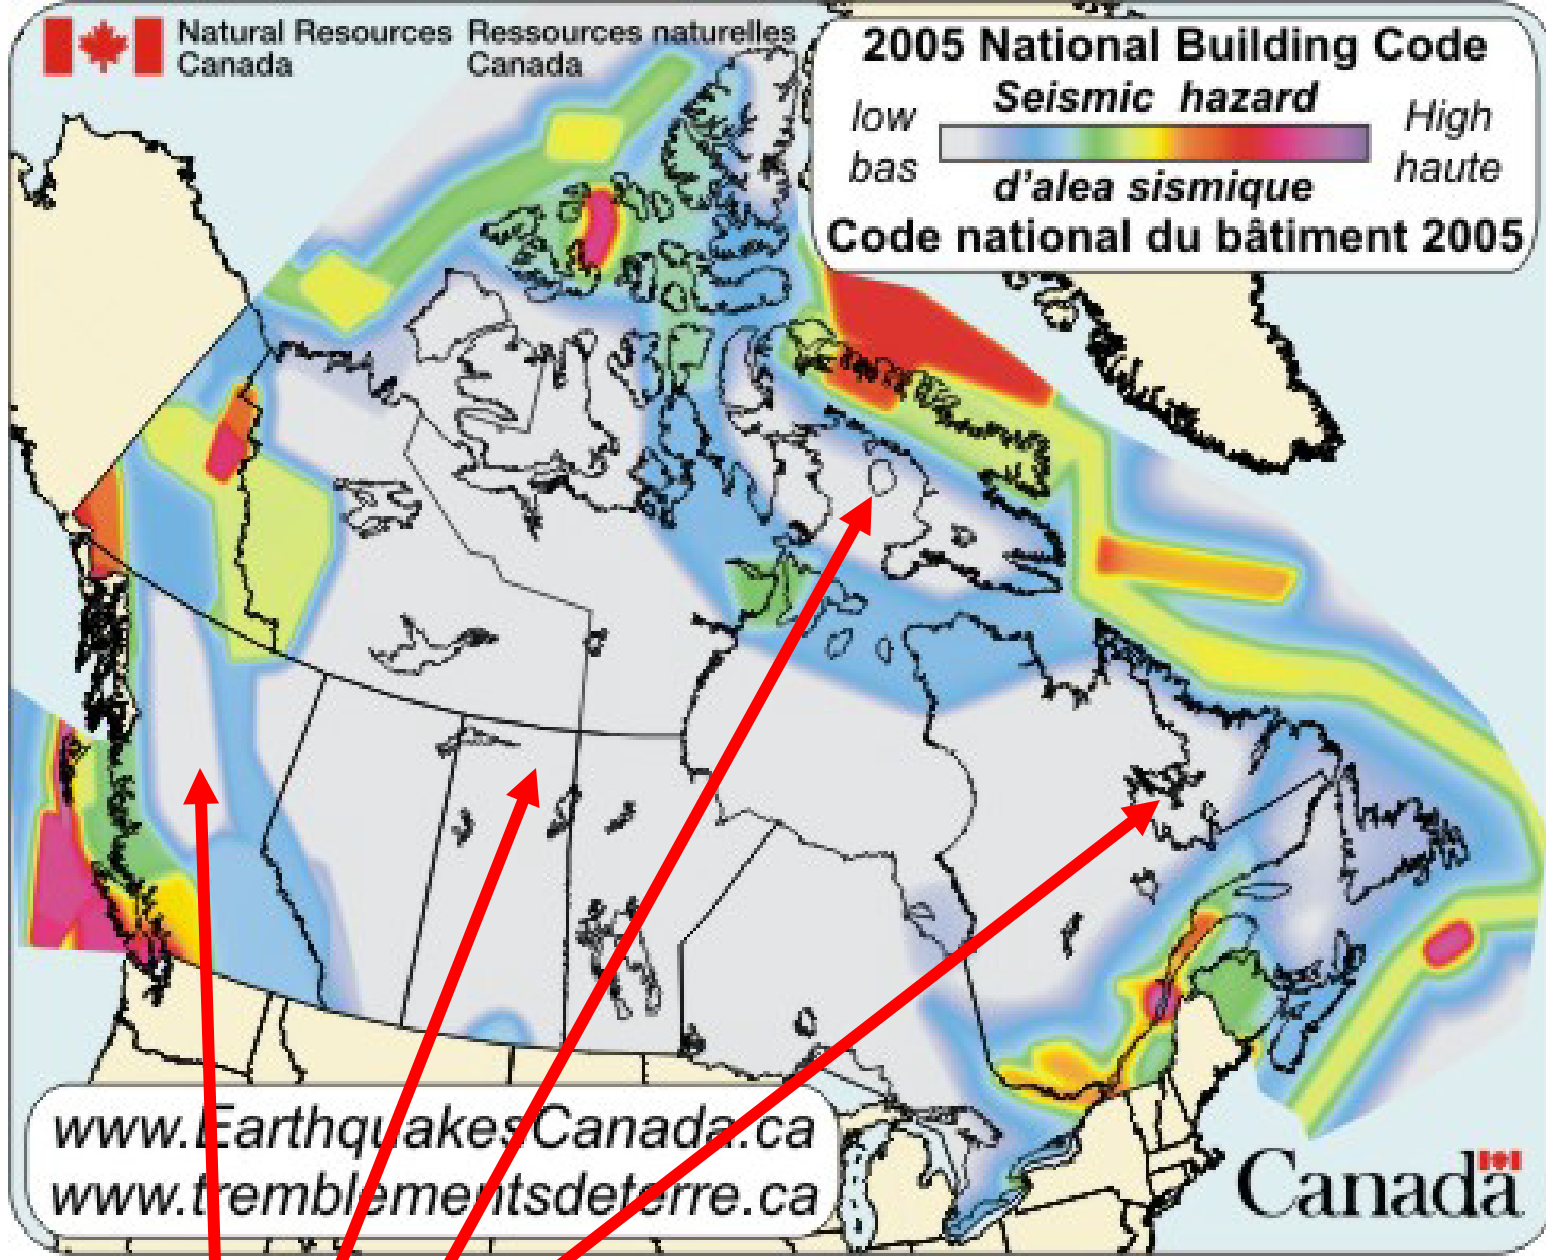 Natural Resources Ressources naturelles
Canada Canada
2005 National Building Code
Seismic hazard
low High
bas haute
d'alea sismique
Code national du bâtiment 2005
www.EarthquakesCanada.ca
www.tremblementsdeterre.ca
Canada